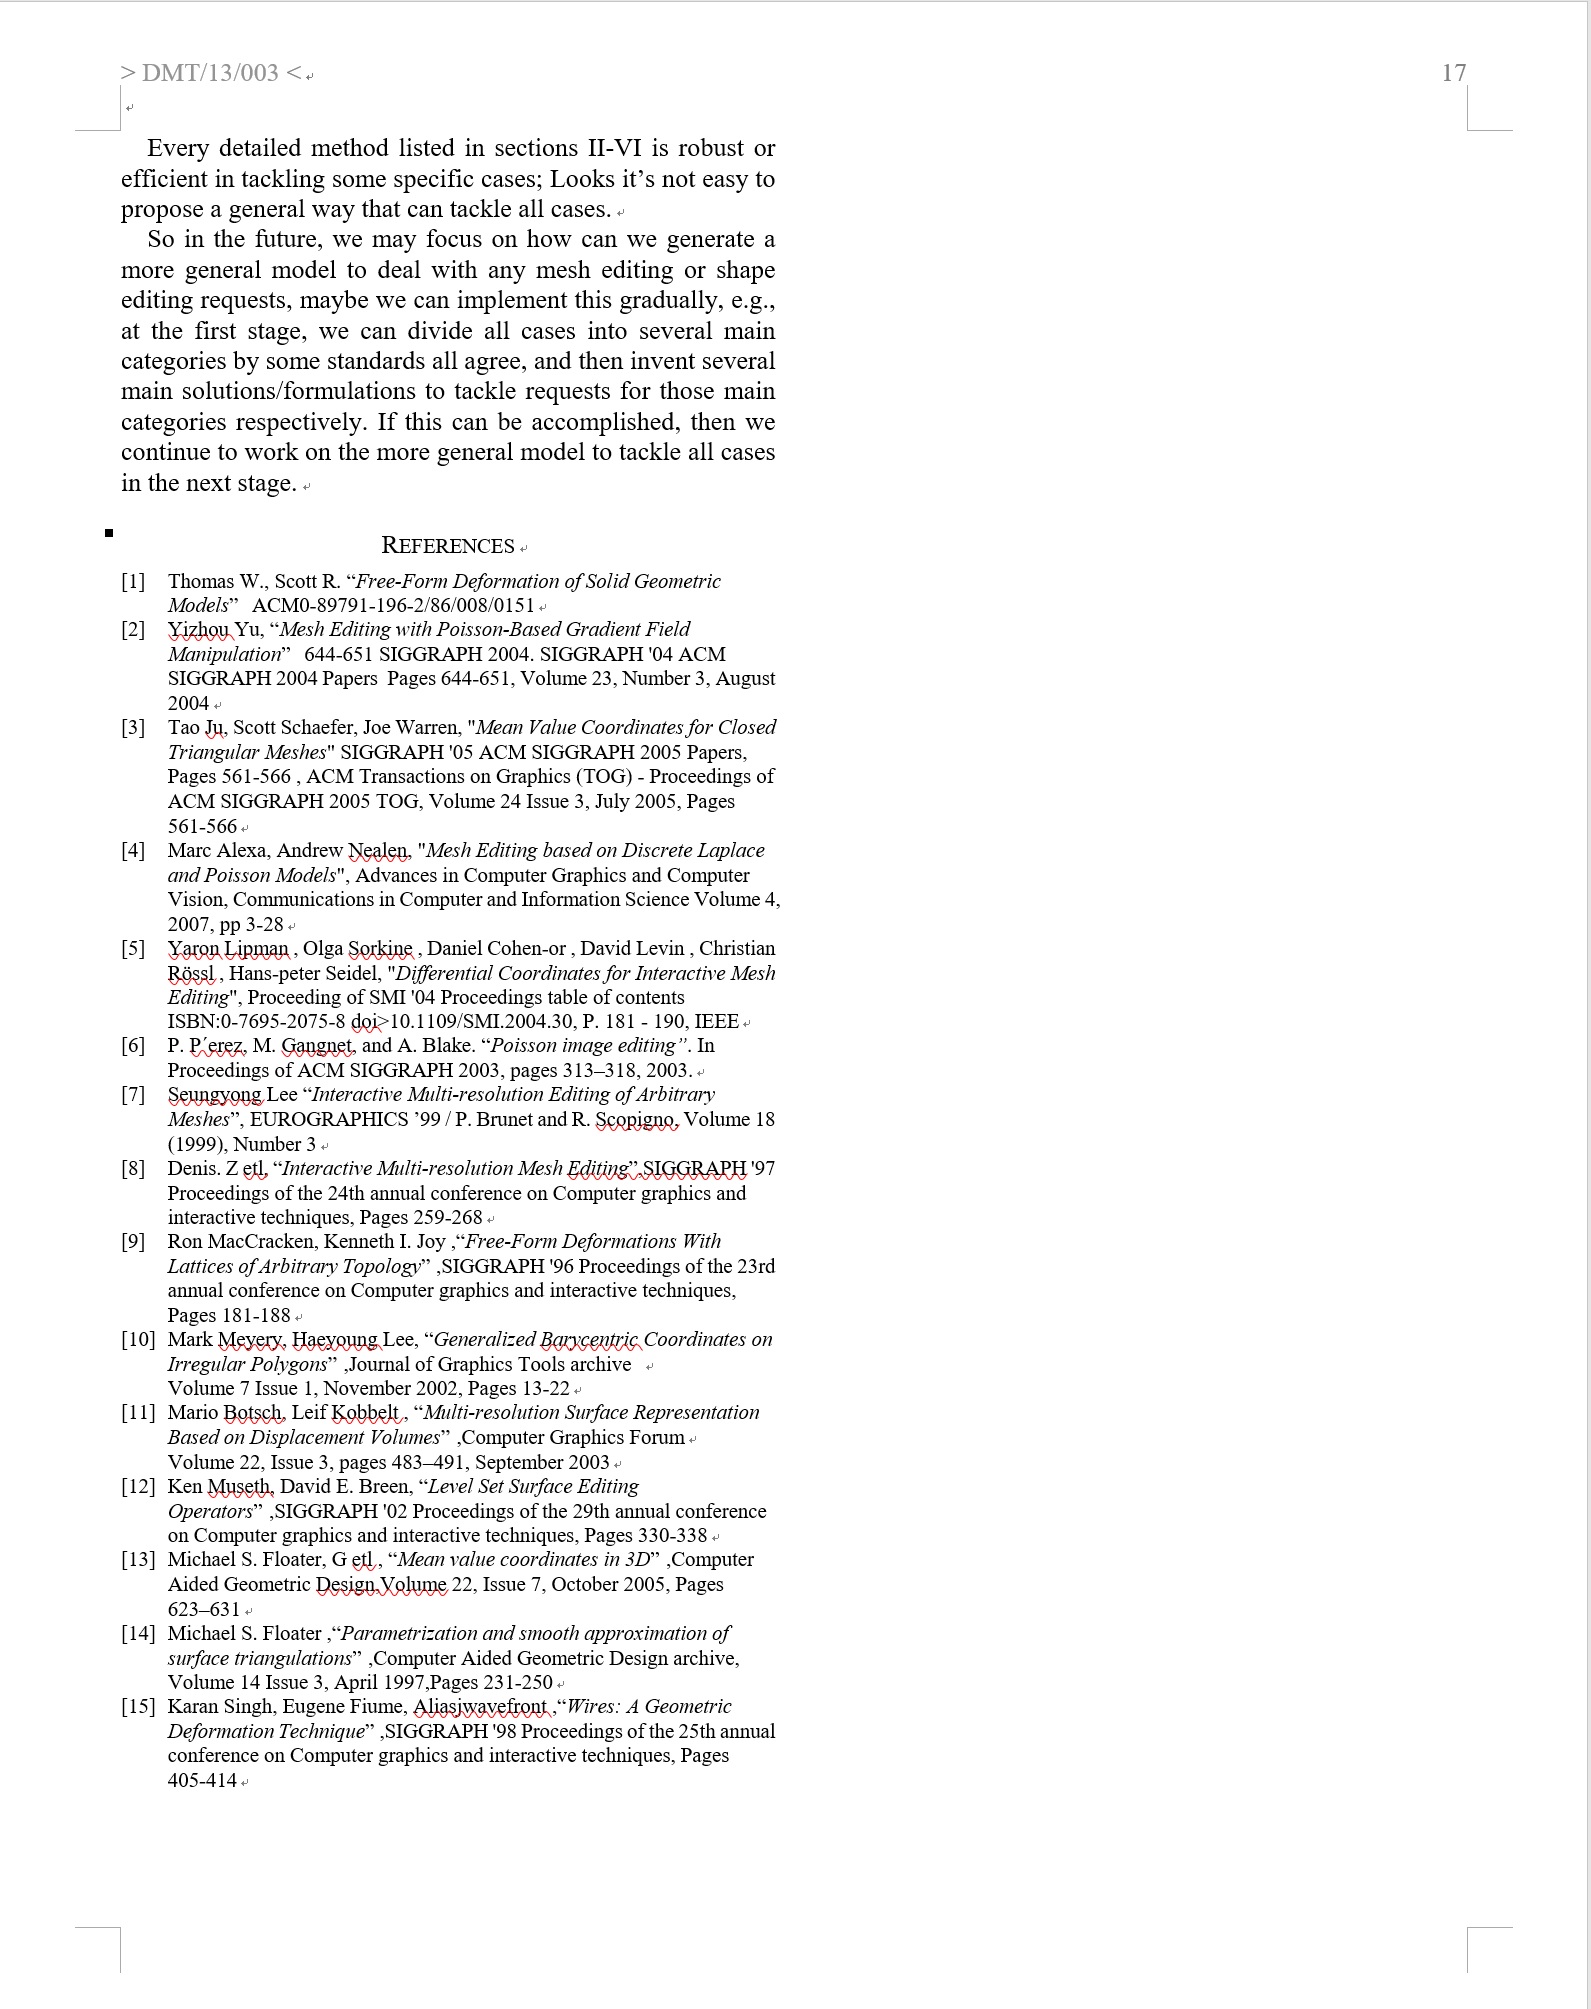 > DMT/13/003 < 17
Every detailed method listed in sections II-VI is robust or
efficient in tackling some specific cases; Looks it’s not easy to
propose a general way that can tackle all cases.
So in the future, we may focus on how can we generate a
more general model to deal with any mesh editing or shape
editing requests, maybe we can implement this gradually, e.g.,
at the first stage, we can divide all cases into several main
categories by some standards all agree, and then invent several
main solutions/formulations to tackle requests for those main
categories respectively. If this can be accomplished, then we
continue to work on the more general model to tackle all cases
in the next stage.
REFERENCES
[1] Thomas W., Scott R. “Free-Form Deformation of Solid Geometric
Models” ACM0-89791-196-2/86/008/0151
[2] Yizhou Yu, “Mesh Editing with Poisson-Based Gradient Field
Manipulation” 644-651 SIGGRAPH 2004. SIGGRAPH '04 ACM
SIGGRAPH 2004 Papers Pages 644-651, Volume 23, Number 3, August
2004
[3] Tao Ju, Scott Schaefer, Joe Warren, "Mean Value Coordinates for Closed
Triangular Meshes" SIGGRAPH '05 ACM SIGGRAPH 2005 Papers,
Pages 561-566 , ACM Transactions on Graphics (TOG) - Proceedings of
ACM SIGGRAPH 2005 TOG, Volume 24 Issue 3, July 2005, Pages
561-566
[4] Marc Alexa, Andrew Nealen, "Mesh Editing based on Discrete Laplace
and Poisson Models", Advances in Computer Graphics and Computer
Vision, Communications in Computer and Information Science Volume 4,
2007, pp 3-28
[5] Yaron Lipman , Olga Sorkine , Daniel Cohen-or , David Levin , Christian
Rössl , Hans-peter Seidel, "Differential Coordinates for Interactive Mesh
Editing", Proceeding of SMI '04 Proceedings table of contents
ISBN:0-7695-2075-8 doi>10.1109/SMI.2004.30, P. 181 - 190, IEEE
[6] P. P´erez, M. Gangnet, and A. Blake. “Poisson image editing”. In
Proceedings of ACM SIGGRAPH 2003, pages 313–318, 2003.
[7] Seungyong Lee “Interactive Multi-resolution Editing of Arbitrary
Meshes”, EUROGRAPHICS ’99 / P. Brunet and R. Scopigno, Volume 18
(1999), Number 3
[8] Denis. Z etl, “Interactive Multi-resolution Mesh Editing”,SIGGRAPH '97
Proceedings of the 24th annual conference on Computer graphics and
interactive techniques, Pages 259-268
[9] Ron MacCracken, Kenneth I. Joy ,“Free-Form Deformations With
Lattices of Arbitrary Topology” ,SIGGRAPH '96 Proceedings of the 23rd
annual conference on Computer graphics and interactive techniques,
Pages 181-188
[10] Mark Meyery, Haeyoung Lee, “Generalized Barycentric Coordinates on
Irregular Polygons” ,Journal of Graphics Tools archive
Volume 7 Issue 1, November 2002, Pages 13-22
[11] Mario Botsch, Leif Kobbelt , “Multi-resolution Surface Representation
Based on Displacement Volumes” ,Computer Graphics Forum
Volume 22, Issue 3, pages 483–491, September 2003
[12] Ken Museth, David E. Breen, “Level Set Surface Editing
Operators” ,SIGGRAPH '02 Proceedings of the 29th annual conference
on Computer graphics and interactive techniques, Pages 330-338
[13] Michael S. Floater, G etl , “Mean value coordinates in 3D” ,Computer
Aided Geometric Design,Volume 22, Issue 7, October 2005, Pages
623–631
[14] Michael S. Floater ,“Parametrization and smooth approximation of
surface triangulations” ,Computer Aided Geometric Design archive,
Volume 14 Issue 3, April 1997,Pages 231-250
[15] Karan Singh, Eugene Fiume, Aliasjwavefront ,“Wires: A Geometric
Deformation Technique” ,SIGGRAPH '98 Proceedings of the 25th annual
conference on Computer graphics and interactive techniques, Pages
405-414